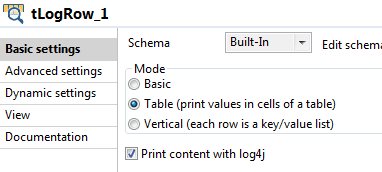 tLogRow_1
Basic settings
Advanced settings
Dynamic settings
View
Documentation
Schema Built-In Edit schema
Mode
Basic
Table (print values in cells of a table)
Vertical (each row is a key/value list)
Print content with log4j